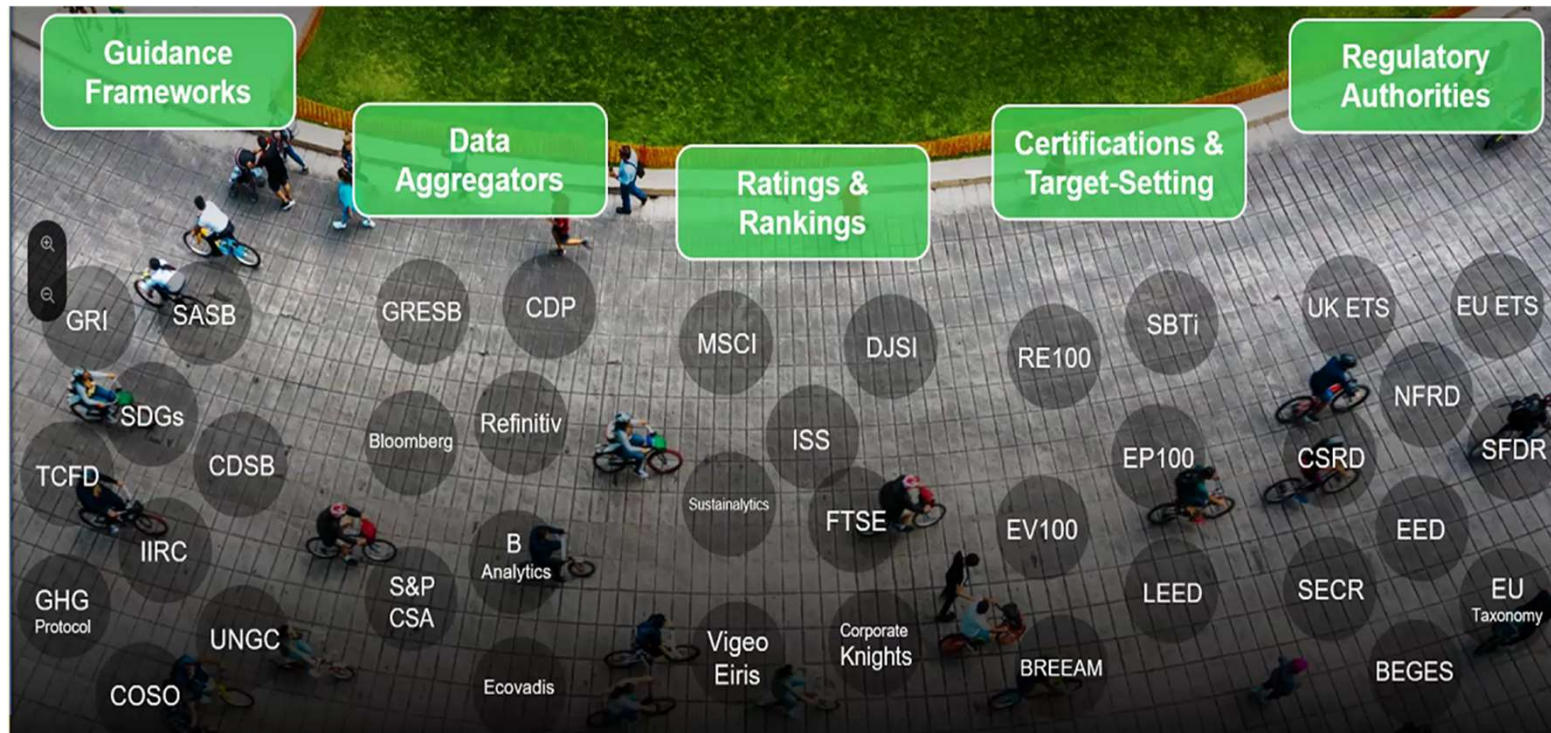 Guidance
Frameworks
Data
Aggregators
Ratings &
Rankings
Certifications &
Target-Setting
Regulatory
Authorities
GRI
SASB
SDGs
TCFD
CDSB
IIRC
GHG
Protocol
UNGC
COSO
GRESB
CDP
Bloomberg
Refinitiv
B
Analytics
S&P
CSA
Ecovadis
MSCI
DJSI
ISS
Sustainalytics
FTSE
Vigeo
Eiris
Corporate
Knights
RE100
SBTi
EP100
EV100
LEED
BREEAM
UK ETS
EU ETS
NFRD
CSRD
SFDR
EED
SECR
EU
Taxonomy
BEGES